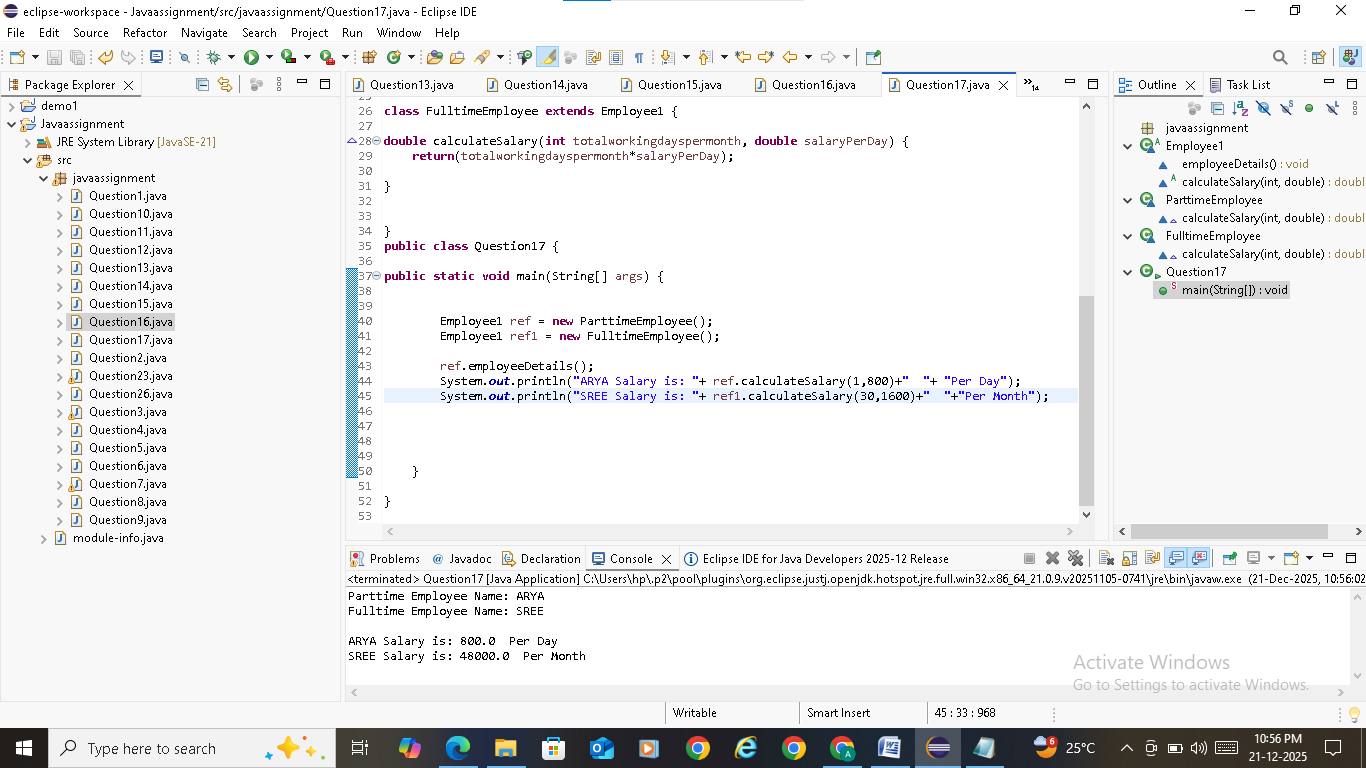 eclipse-workspace - Javaassignment/src/javaassignment/Question17.java - Eclipse IDE
File Edit Source Refactor Navigate Search Project Run Window Help
Package Explorer
demo1
Javaassignment
JRE System Library [JavaSE-21]
src
javaassignment
Question1.java
Question10.java
Question11.java
Question12.java
Question13.java
Question14.java
Question15.java
Question16.java
Question17.java
Question2.java
Question23.java
Question26.java
Question3.java
Question4.java
Question5.java
Question6.java
Question7.java
Question8.java
Question9.java
module-info.java
Question13.java Question14.java Question15.java Question16.java Question17.java »14
25
26 class FulltimeEmployee extends Employee1 {
27
28 double calculateSalary(int totalworkingdayspermonth, double salaryPerDay) {
29 return(totalworkingdayspermonth*salaryPerDay);
30
31 }
32
33
34 }
35 public class Question17 {
36
37 public static void main(String[] args) {
38
39
40 Employee1 ref = new ParttimeEmployee();
41 Employee1 ref1 = new FulltimeEmployee();
42
43 ref.employeeDetails();
44 System.out.println("ARYA Salary is: "+ ref.calculateSalary(1,800)+"  "+ "Per Day");
45 System.out.println("SREE Salary is: "+ ref1.calculateSalary(30,1600)+"  "+"Per Month");
46
47
48
49
50 }
51
52 }
53
Outline Task List
javaassignment
Employee1
employeeDetails() : void
calculateSalary(int, double) : doubl
ParttimeEmployee
calculateSalary(int, double) : doubl
FulltimeEmployee
calculateSalary(int, double) : doubl
Question17
main(String[]) : void
Problems Javadoc Declaration Console Eclipse IDE for Java Developers 2025-12 Release
<terminated> Question17 [Java Application] C:\Users\hp\.p2\pool\plugins\org.eclipse.justj.openjdk.hotspot.jre.full.win32.x86_64_21.0.9.v20251105-0741\jre\bin\javaw.exe (21-Dec-2025, 10:56:02
Parttime Employee Name: ARYA
Fulltime Employee Name: SREE
ARYA Salary is: 800.0  Per Day
SREE Salary is: 48000.0  Per Month
Activate Windows
Go to Settings to activate Windows.
Writable Smart Insert 45 : 33 : 968
Type here to search
6
25°C
10:56 PM
21-12-2025